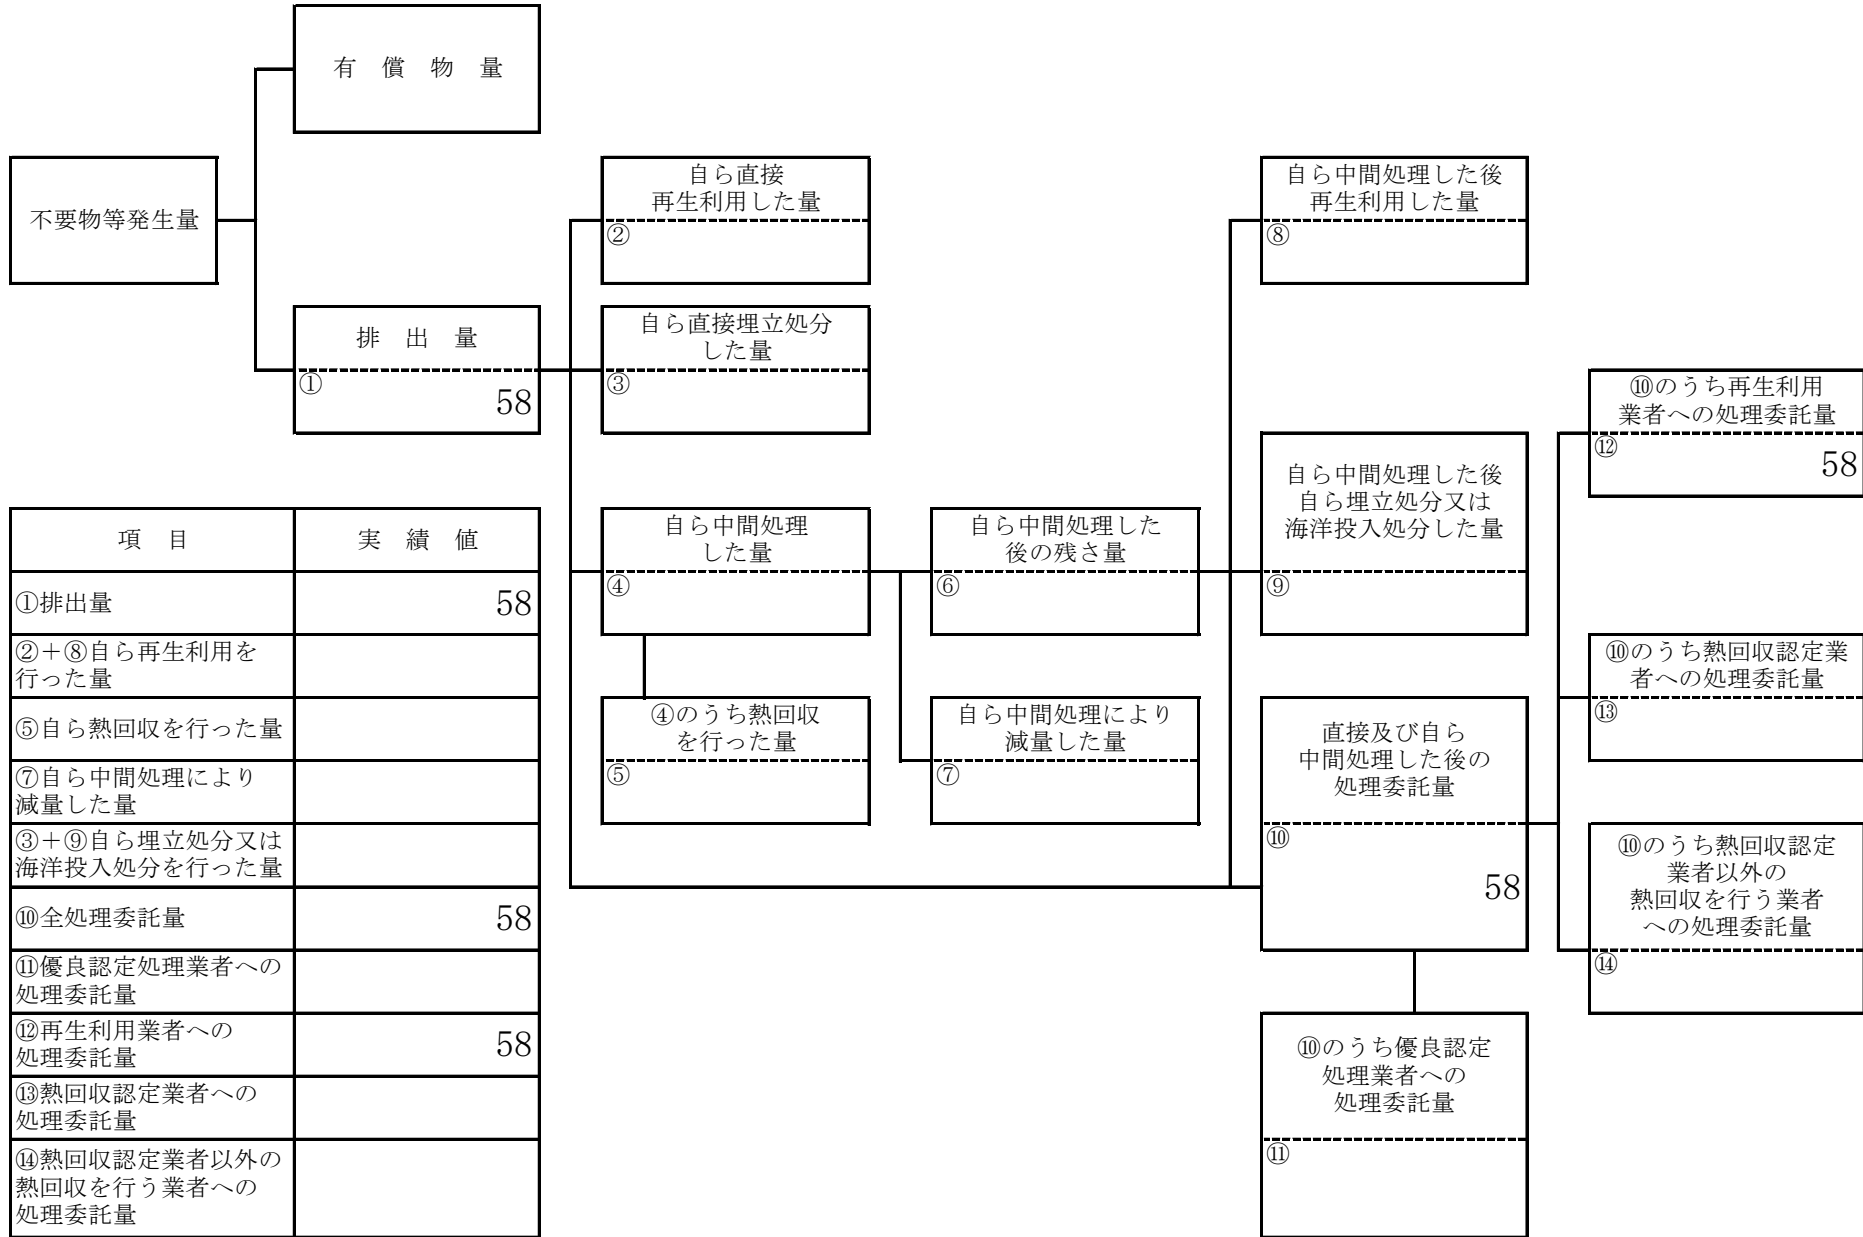 有 償 物 量
不要物等発生量
排 出 量
①
58
自ら直接
再生利用した量
②
自ら直接埋立処分
した量
③
自ら中間処理
した量
④
④のうち熱回収
を行った量
⑤
自ら中間処理した
後の残さ量
⑥
自ら中間処理により
減量した量
⑦
自ら中間処理した後
再生利用した量
⑧
自ら中間処理した後
自ら埋立処分又は
海洋投入処分した量
⑨
直接及び自ら
中間処理した後の
処理委託量
⑩
58
⑩のうち優良認定
処理業者への
処理委託量
⑪
⑩のうち再生利用
業者への処理委託量
⑫
58
⑩のうち熱回収認定業
者への処理委託量
⑬
⑩のうち熱回収認定
業者以外の
熱回収を行う業者
への処理委託量
⑭
項 目 実 績 値
①排出量 58
②＋⑧自ら再生利用を
行った量
⑤自ら熱回収を行った量
⑦自ら中間処理により
減量した量
③＋⑨自ら埋立処分又は
海洋投入処分を行った量
⑩全処理委託量 58
⑪優良認定処理業者への
処理委託量
⑫再生利用業者への
処理委託量 58
⑬熱回収認定業者への
処理委託量
⑭熱回収認定業者以外の
熱回収を行う業者への
処理委託量